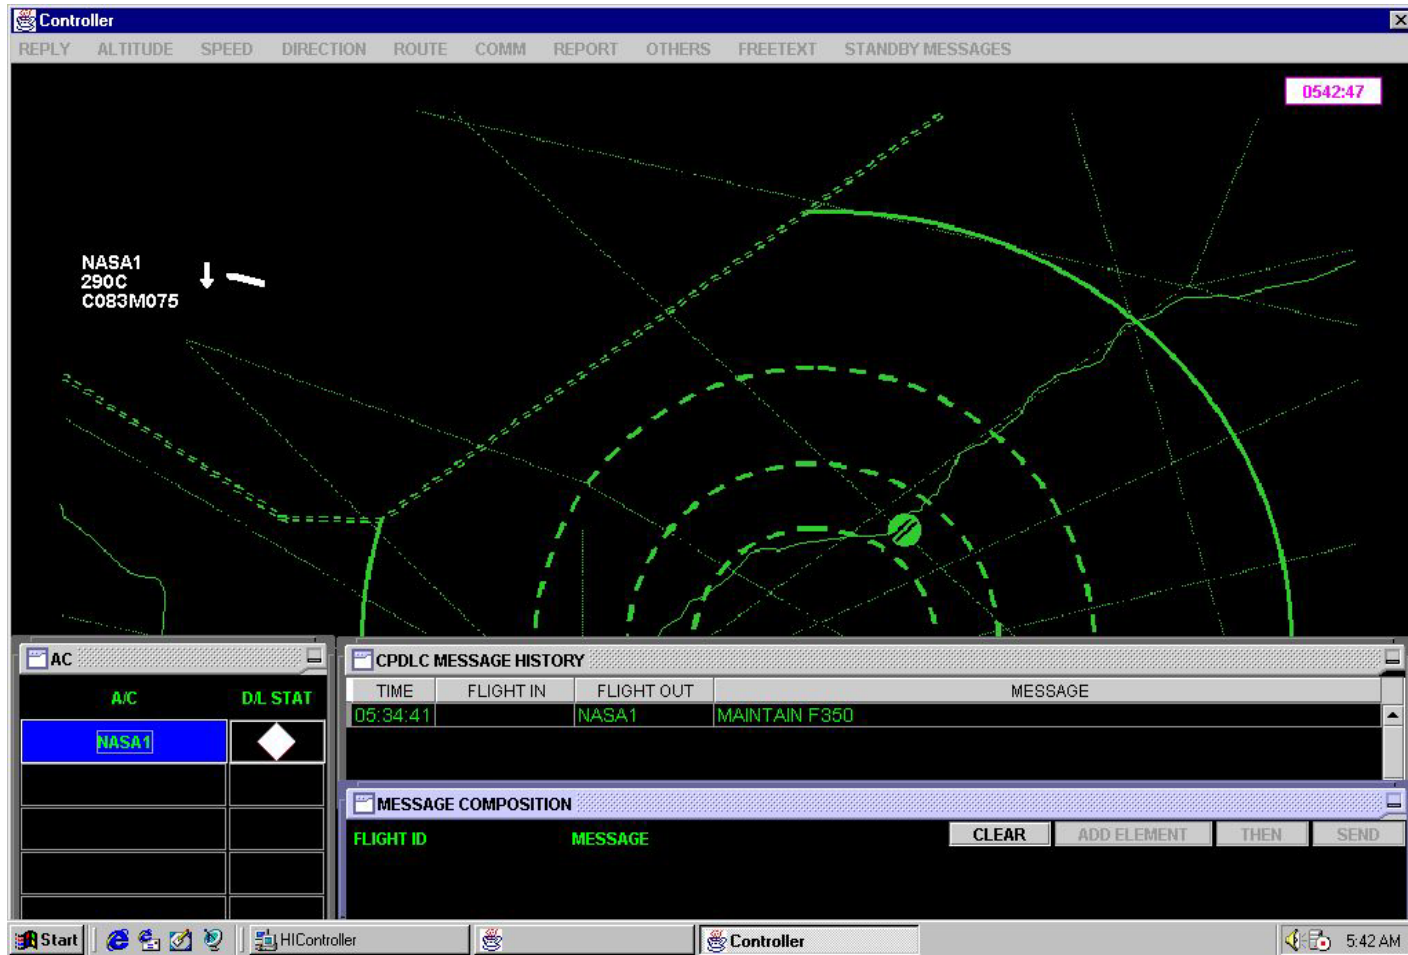 Controller
REPLY ALTITUDE SPEED DIRECTION ROUTE COMM REPORT OTHERS FREETEXT STANDBY MESSAGES
0542:47
NASA1
290C
C083M075
AC
A/C D/L STAT
NASA1
CPDLC MESSAGE HISTORY
TIME FLIGHT IN FLIGHT OUT MESSAGE
05:34:41 NASA1 MAINTAIN F350
MESSAGE COMPOSITION
FLIGHT ID MESSAGE CLEAR ADD ELEMENT THEN SEND
Start HIController Controller 5:42 AM